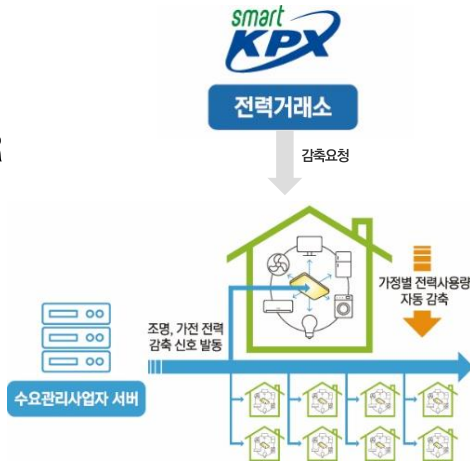 smart
KPX
전력거래소
감축요청
가정별 전력사용량
자동 감축
조명, 가전 전력
감축 신호 발동
수요관리사업자 서버